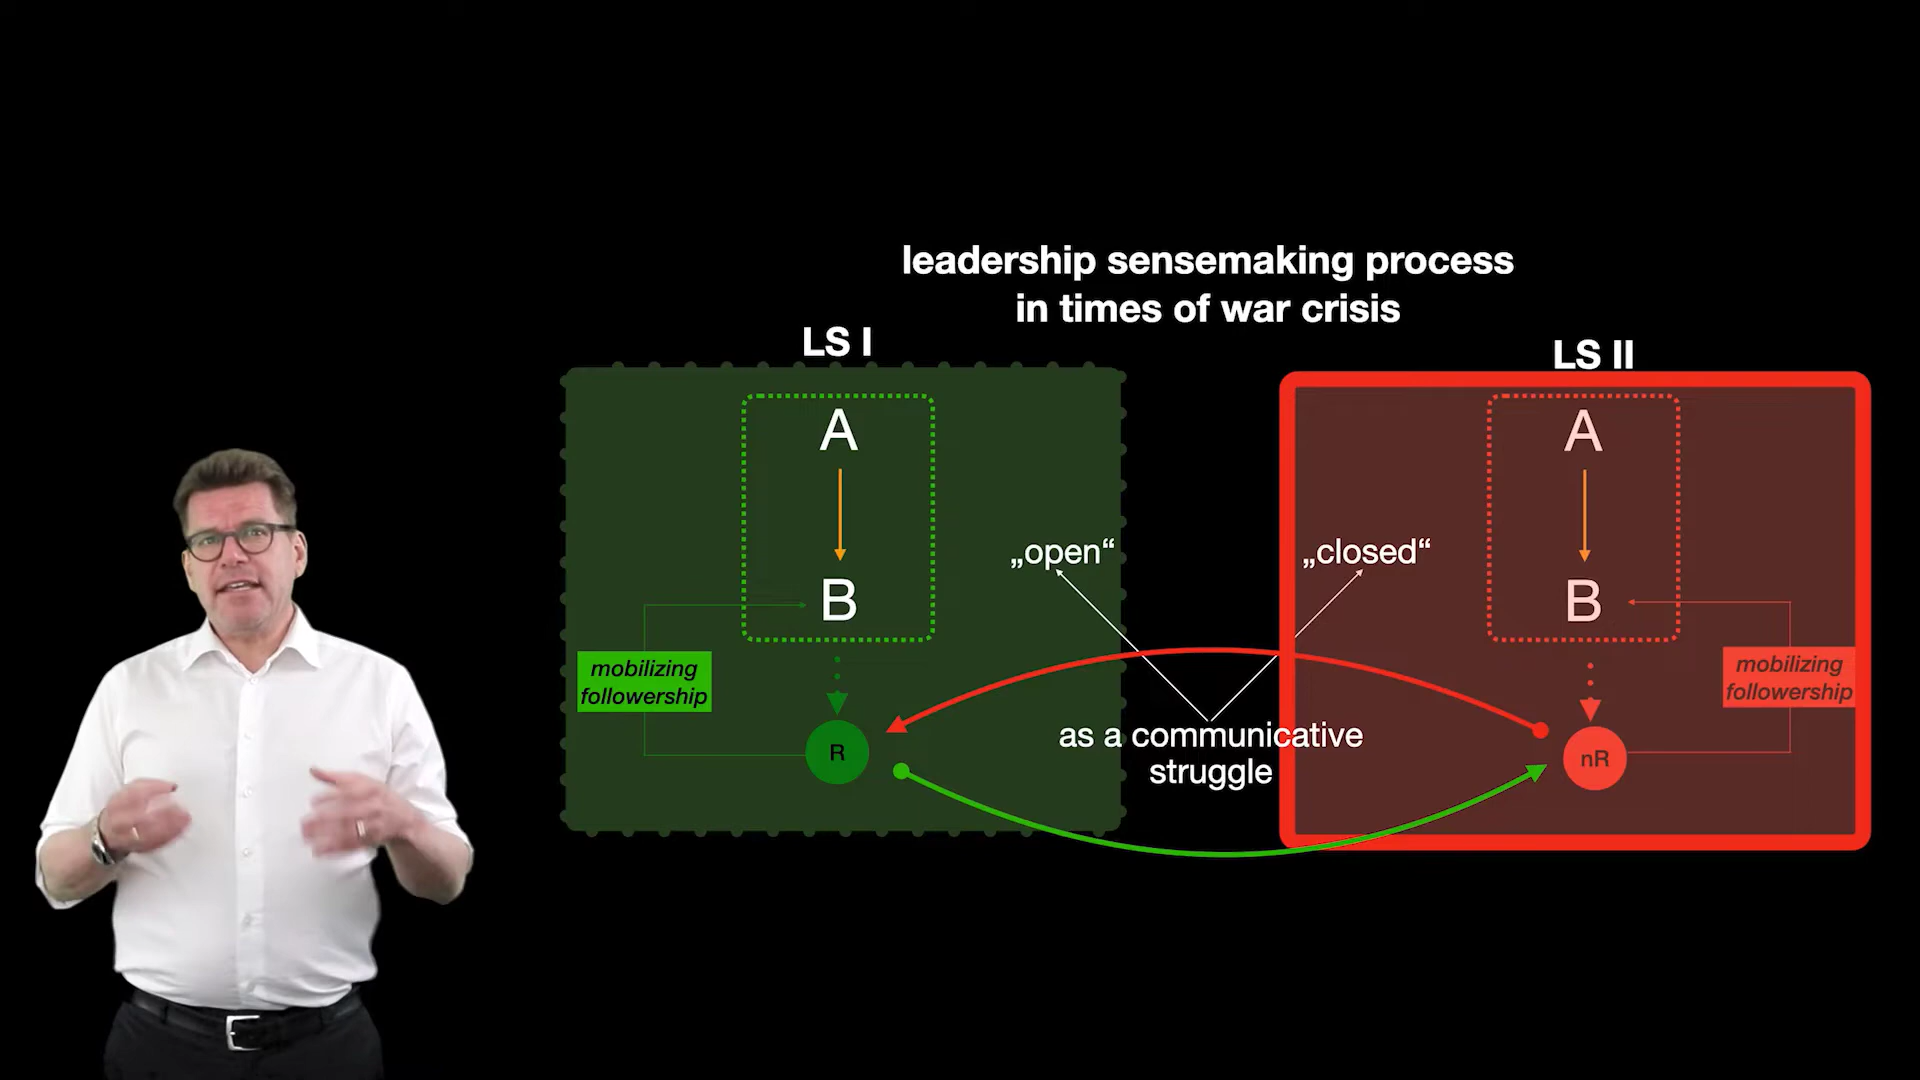 leadership sensemaking process
in times of war crisis
LS I
LS II
A
A
„open“
„closed“
B
B
mobilizing
followership
mobilizing
followership
as a communicative
struggle
R
nR